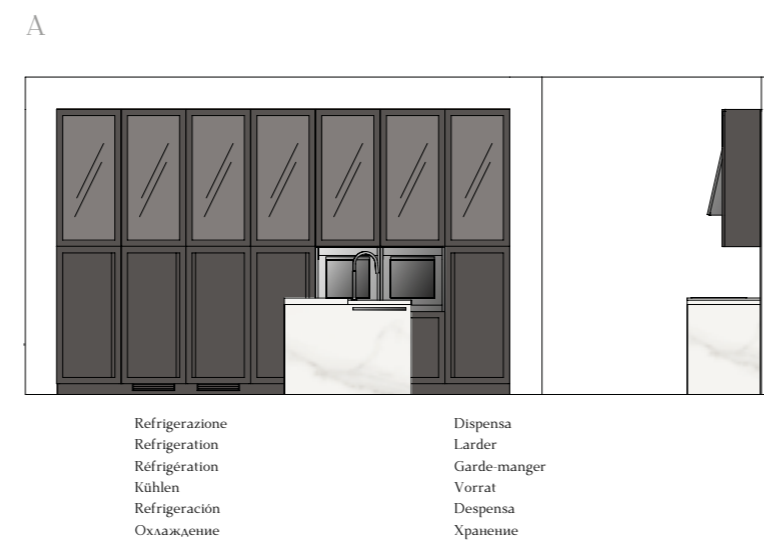 A
Refrigerazione
Refrigeration
Réfrigération
Kühlen
Refrigeración
Охлаждение
Dispensa
Larder
Garde-manger
Vorrat
Despensa
Хранение